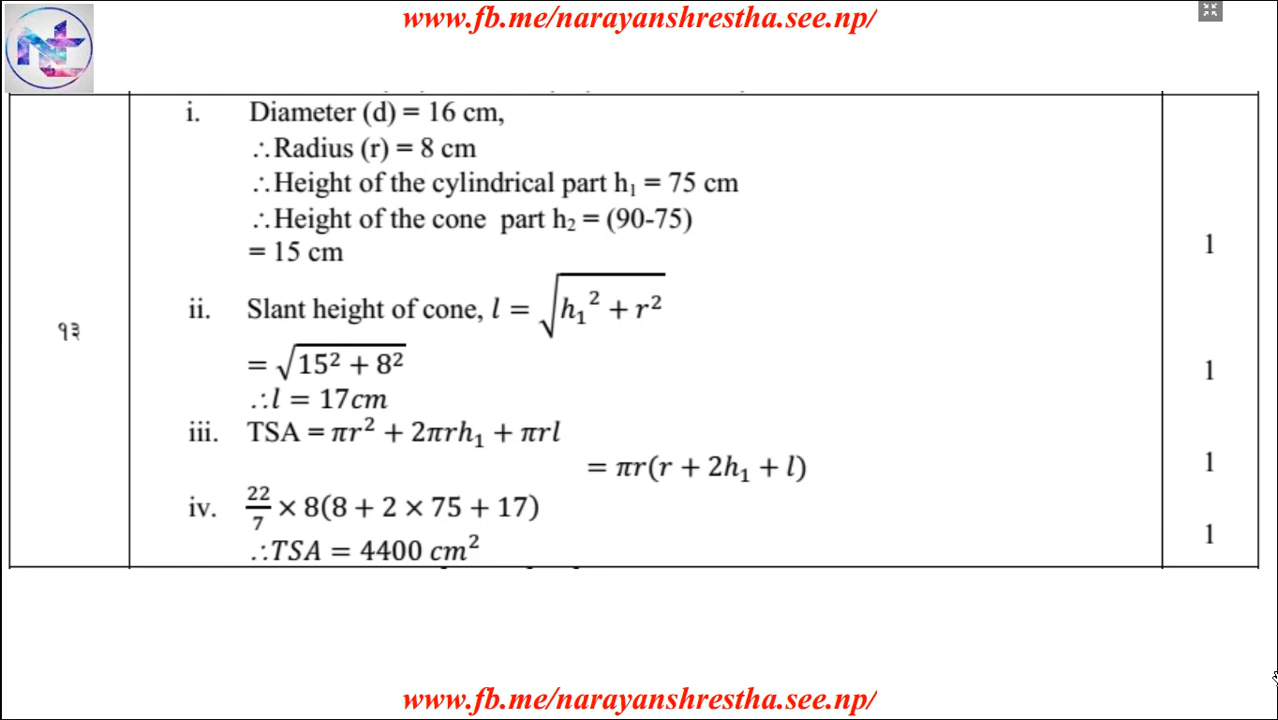 www.fb.me/narayanshrestha.see.np/
i. Diameter (d) = 16 cm,
∴Radius (r) = 8 cm
∴Height of the cylindrical part h₁ = 75 cm
∴Height of the cone part h₂ = (90-75)
= 15 cm
1
ii. Slant height of cone, l = √(h₁² + r²)
१३
= √(15² + 8²)
1
∴l = 17cm
iii. TSA = πr² + 2πrh₁ + πrl
= πr(r + 2h₁ + l)
1
iv. 22/7 × 8(8 + 2 × 75 + 17)
1
∴TSA = 4400 cm²
www.fb.me/narayanshrestha.see.np/